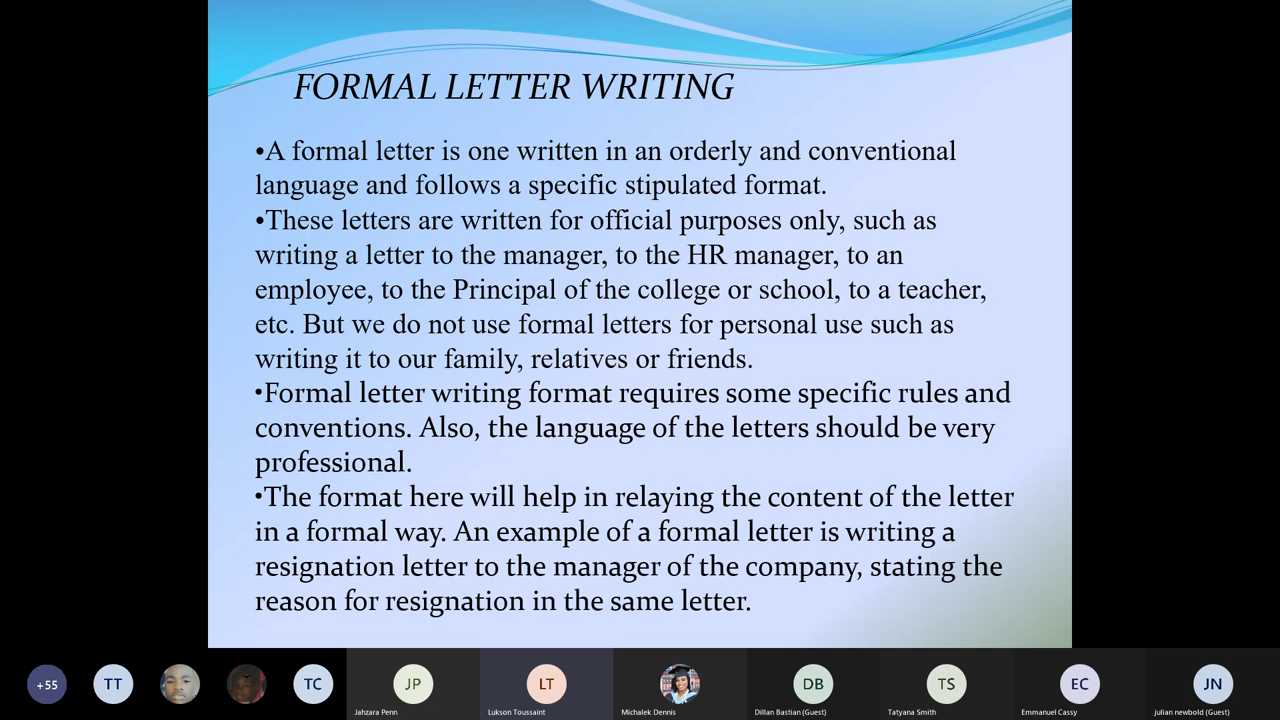 FORMAL LETTER WRITING
•A formal letter is one written in an orderly and conventional
language and follows a specific stipulated format.
•These letters are written for official purposes only, such as
writing a letter to the manager, to the HR manager, to an
employee, to the Principal of the college or school, to a teacher,
etc. But we do not use formal letters for personal use such as
writing it to our family, relatives or friends.
•Formal letter writing format requires some specific rules and
conventions. Also, the language of the letters should be very
professional.
•The format here will help in relaying the content of the letter
in a formal way. An example of a formal letter is writing a
resignation letter to the manager of the company, stating the
reason for resignation in the same letter.
+55 TT TC JP LT DB TS EC JN
Jahzara Penn Lukson Toussaint Michalek Dennis Dillan Bastian (Guest) Tatyana Smith Emmanuel Cassy julian newbold (Guest)